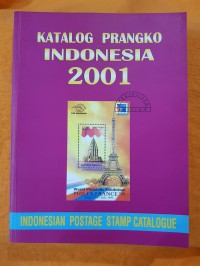 KATALOG PRANGKO
INDONESIA
2001
INDONESIAN POSTAGE STAMP CATALOGUE